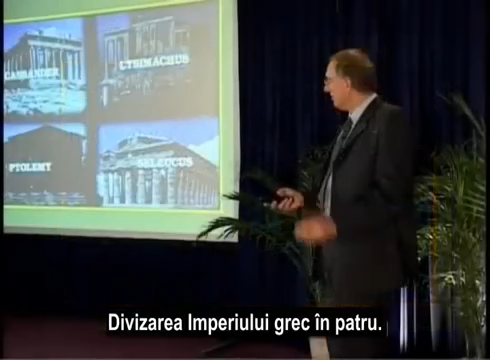 CASSANDER
LYSIMACHUS
PTOLEMY
SELEUCUS
Divizarea Imperiului grec în patru.